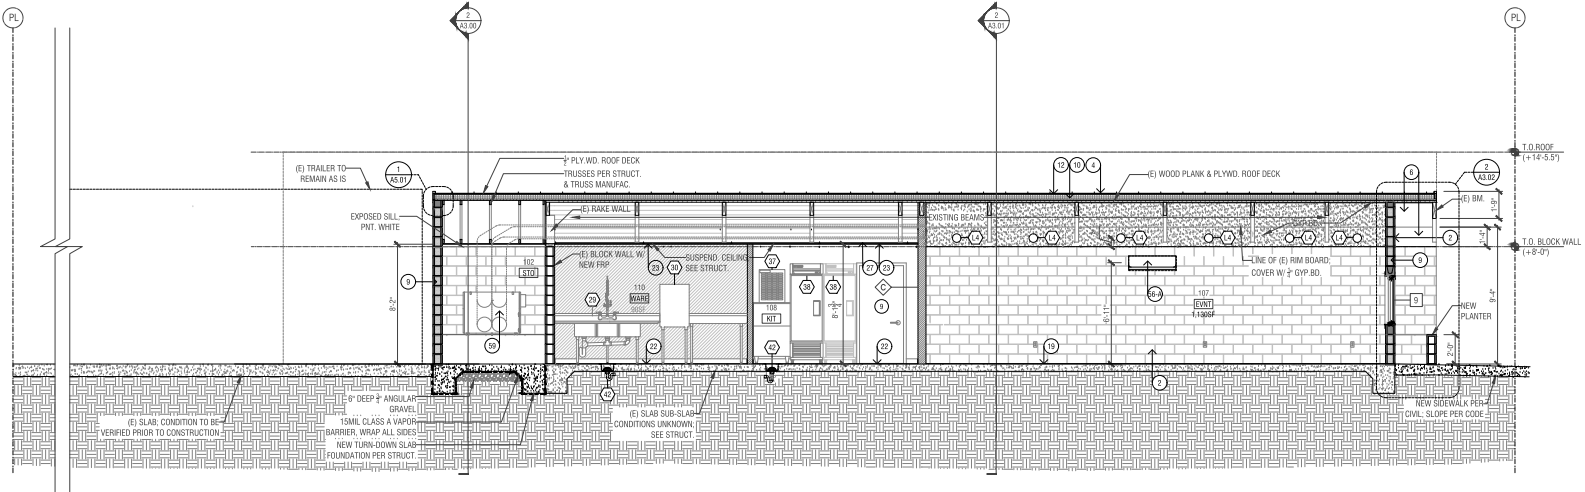 PL
2
A3.00
2
A3.01
PL
T.O.ROOF
(+14'-5.5")
(E) TRAILER TO
REMAIN AS IS
1
A5.01
PLY.WD. ROOF DECK
TRUSSES PER STRUCT.
& TRUSS MANUFAC.
12
10
4
(E) WOOD PLANK & PLYWD. ROOF DECK
6
2
A3.02
(E) BM.
1'-9"
EXPOSED SILL
PNT. WHITE
(E) RAKE WALL
EXISTING BEAMS
L4
L4
L4
L4
L4
L4
2
1'-4"
T.O. BLOCK WALL
(+8'-0")
102
STO
(E) BLOCK WALL W/
NEW FRP
SUSPEND. CEILING
SEE STRUCT.
23
30
37
27
23
LINE OF (E) RIM BOARD;
COVER W/ GYP.BD.
9
9
8'-2"
29
110
WARE
90SF
108
KIT
38
38
C
9
56-A
107
EVNT
1,130SF
6'-11"
9
9'-4"
NEW
PLANTER
2'-0"
59
22
42
22
19
2
42
6" DEEP ANGULAR
GRAVEL
15MIL CLASS A VAPOR
BARRIER, WRAP ALL SIDES
NEW TURN-DOWN SLAB
FOUNDATION PER STRUCT.
(E) SLAB; CONDITION TO BE
VERIFIED PRIOR TO CONSTRUCTION
(E) SLAB SUB-SLAB
CONDITIONS UNKNOWN;
SEE STRUCT.
NEW SIDEWALK PER
CIVIL; SLOPE PER CODE